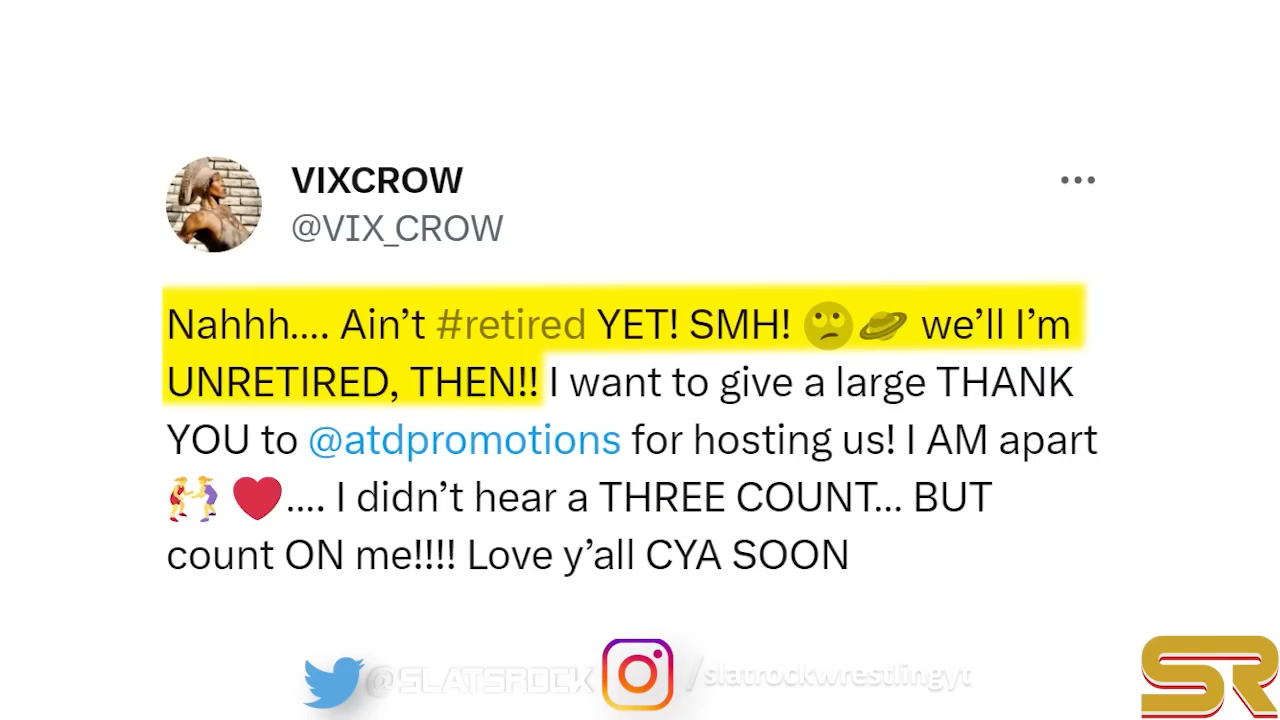 VIXCROW
@VIX_CROW
Nahhh.... Ain’t #retired YET! SMH! 🙄🪐 we’ll I’m
UNRETIRED, THEN!! I want to give a large THANK
YOU to @atdpromotions for hosting us! I AM apart
🤼‍♀️ ❤️.... I didn’t hear a THREE COUNT... BUT
count ON me!!!! Love y’all CYA SOON
@SLATSROCK /slatrockwrestlingyt
SR